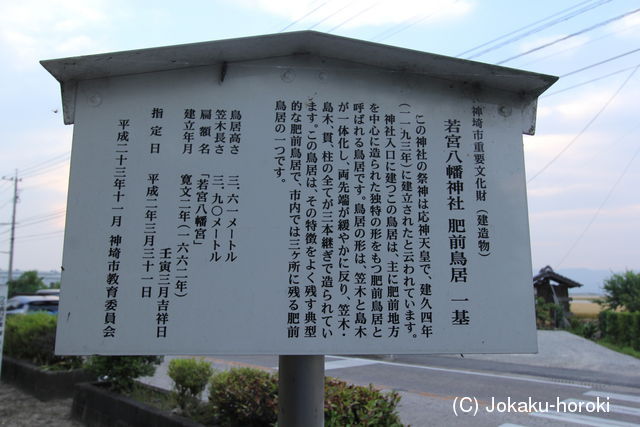 神埼市重要文化財(建造物)
若宮八幡神社 肥前鳥居 一基
この神社の祭神は応神天皇で、建久四年
(一一九三年)に建立されたと云われています。
神社入口に建つこの鳥居は、主に肥前地方
を中心に造られた独特の形をもつ肥前鳥居と
呼ばれる鳥居です。鳥居の形は、笠木と島木
が一体化し、両先端が緩やかに反り、笠木・
島木・貫、柱の全てが三本継ぎで造られてい
ます。この鳥居は、その特徴をよく残す典型
的な肥前鳥居で、市内では三ヶ所に残る肥前
鳥居の一つです。
鳥居高さ 三.六一メートル
笠木長さ 三.九〇メートル
扁額名 「若宮八幡宮」
建立年月 寛文二年(一六六二年)
壬寅三月吉祥日
指定日 平成二年三月三十一日
平成二十三年十一月 神埼市教育委員会
(C) Jokaku-horoki